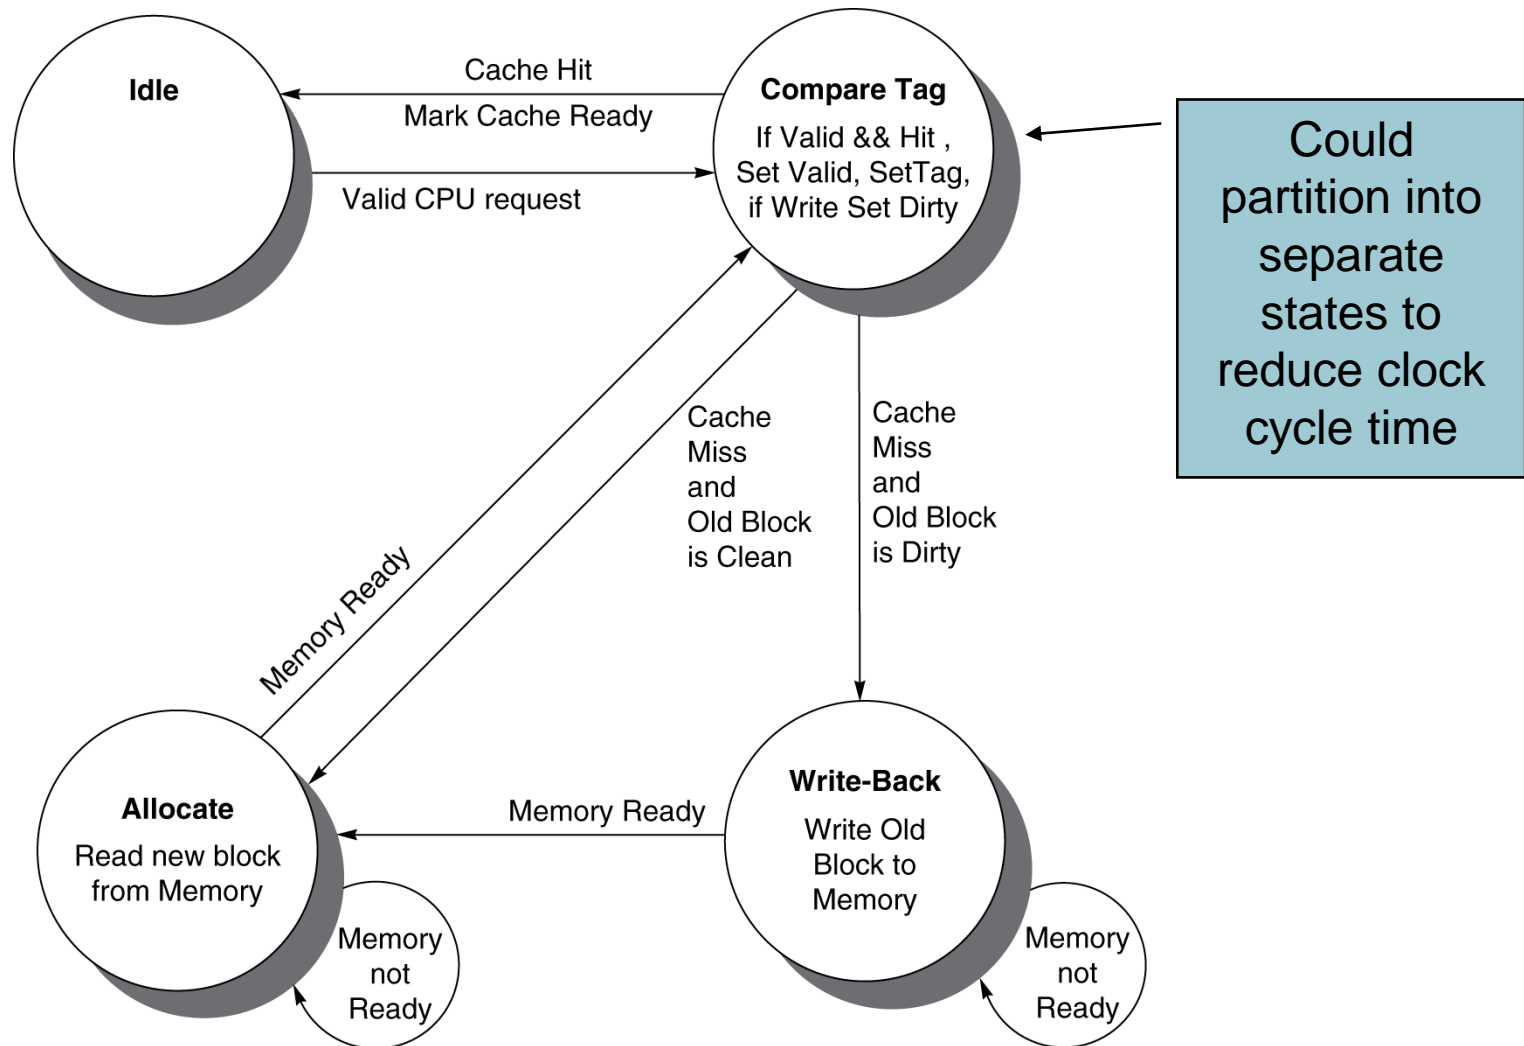 Idle
Cache Hit
Mark Cache Ready
Valid CPU request
Compare Tag
If Valid && Hit ,
Set Valid, SetTag,
if Write Set Dirty
Could
partition into
separate
states to
reduce clock
cycle time
Cache
Miss
and
Old Block
is Clean
Cache
Miss
and
Old Block
is Dirty
Memory Ready
Allocate
Read new block
from Memory
Memory Ready
Write-Back
Write Old
Block to
Memory
Memory
not
Ready
Memory
not
Ready